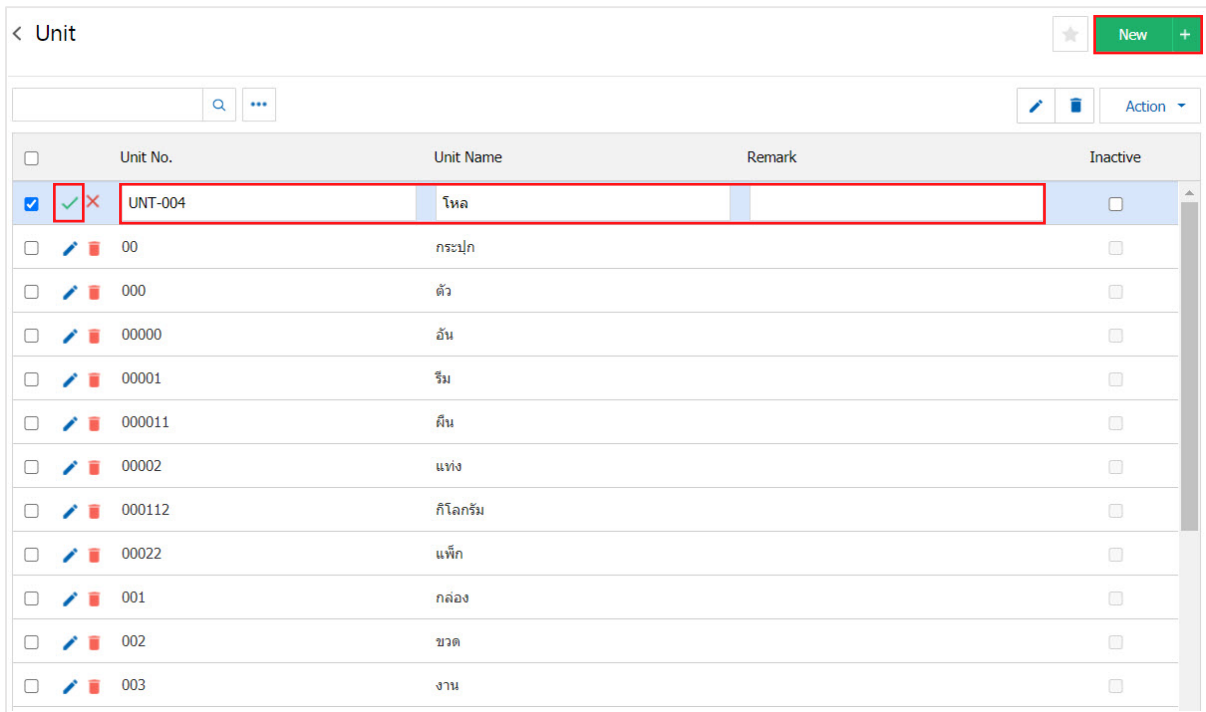 Unit
New +
Action
Unit No. Unit Name Remark Inactive
UNT-004 โหล
00 กระปุก
000 ตัว
00000 อัน
00001 รีม
000011 ผืน
00002 แท่ง
000112 กิโลกรัม
00022 แพ็ก
001 กล่อง
002 ขวด
003 งาน